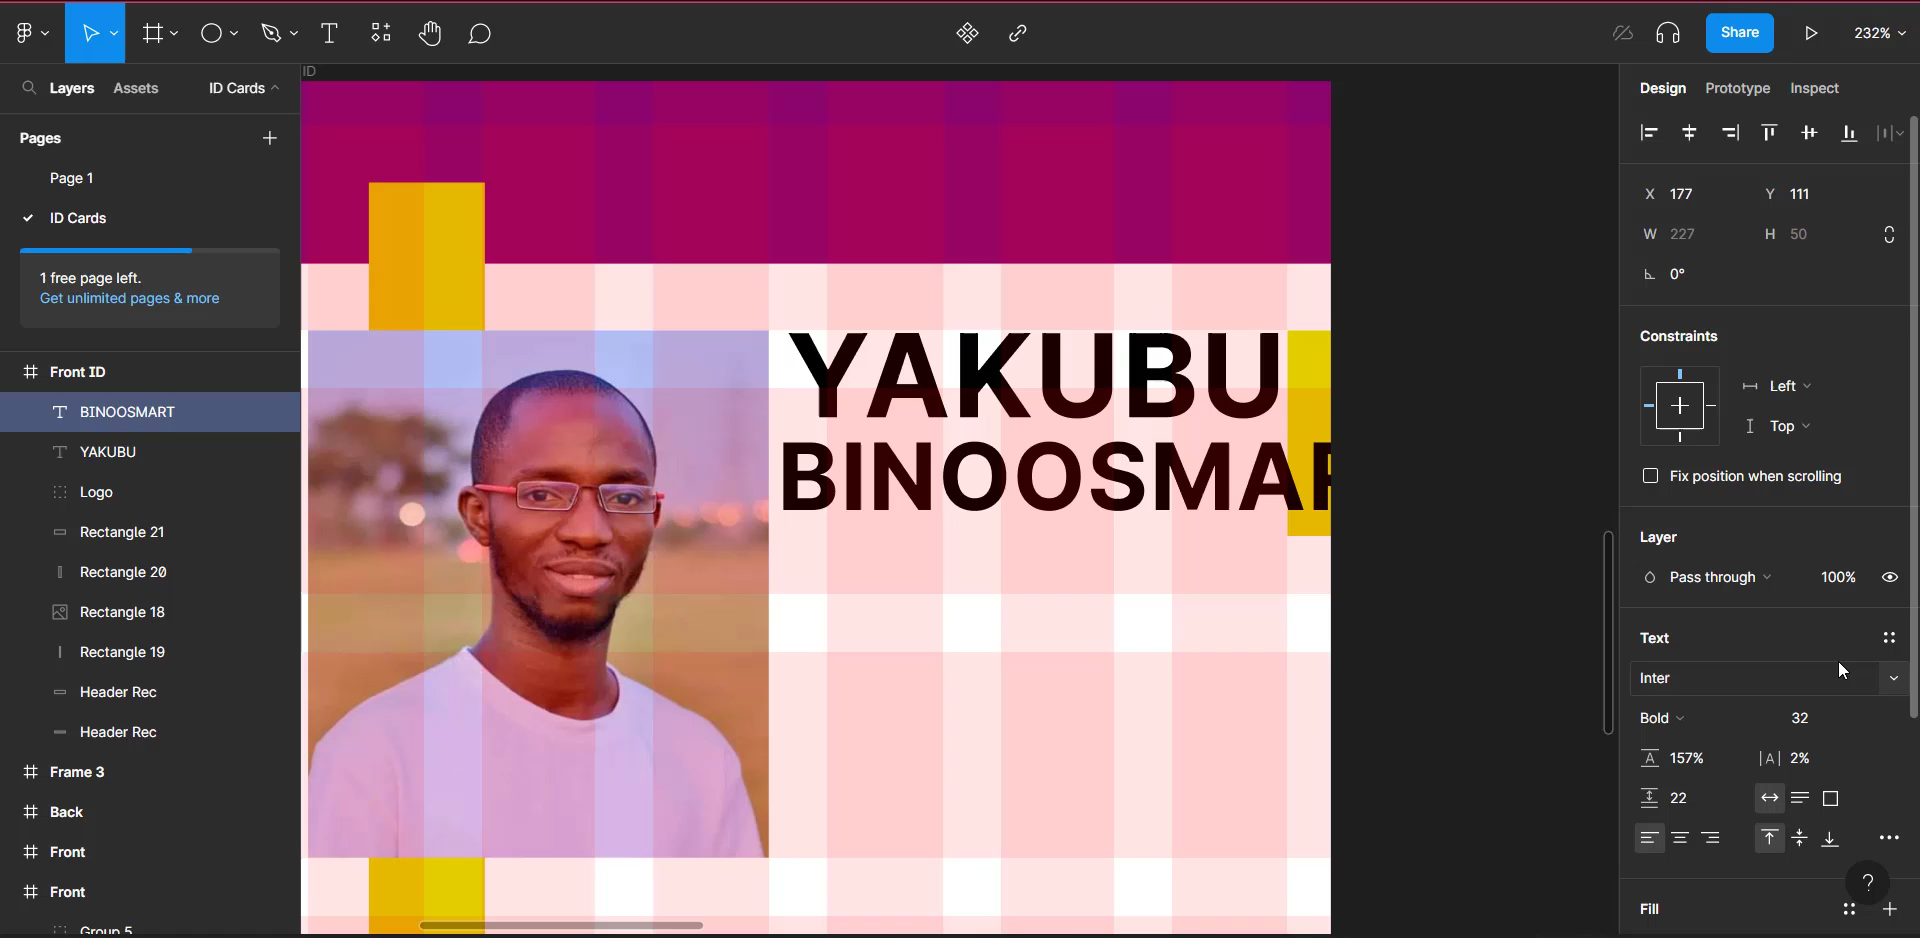 232%
Share
ID
Layers
Assets
ID Cards
Pages
Page 1
ID Cards
1 free page left.
Get unlimited pages & more
Front ID
BINOOSMART
YAKUBU
Logo
Rectangle 21
Rectangle 20
Rectangle 18
Rectangle 19
Header Rec
Header Rec
Frame 3
Back
Front
Front
Group 5
YAKUBU
BINOOSMAR
Design
Prototype
Inspect
X 177
Y 111
W 227
H 50
0°
Constraints
Left
Top
Fix position when scrolling
Layer
Pass through
100%
Text
Inter
Bold
32
157%
|A| 2%
22
?
Fill